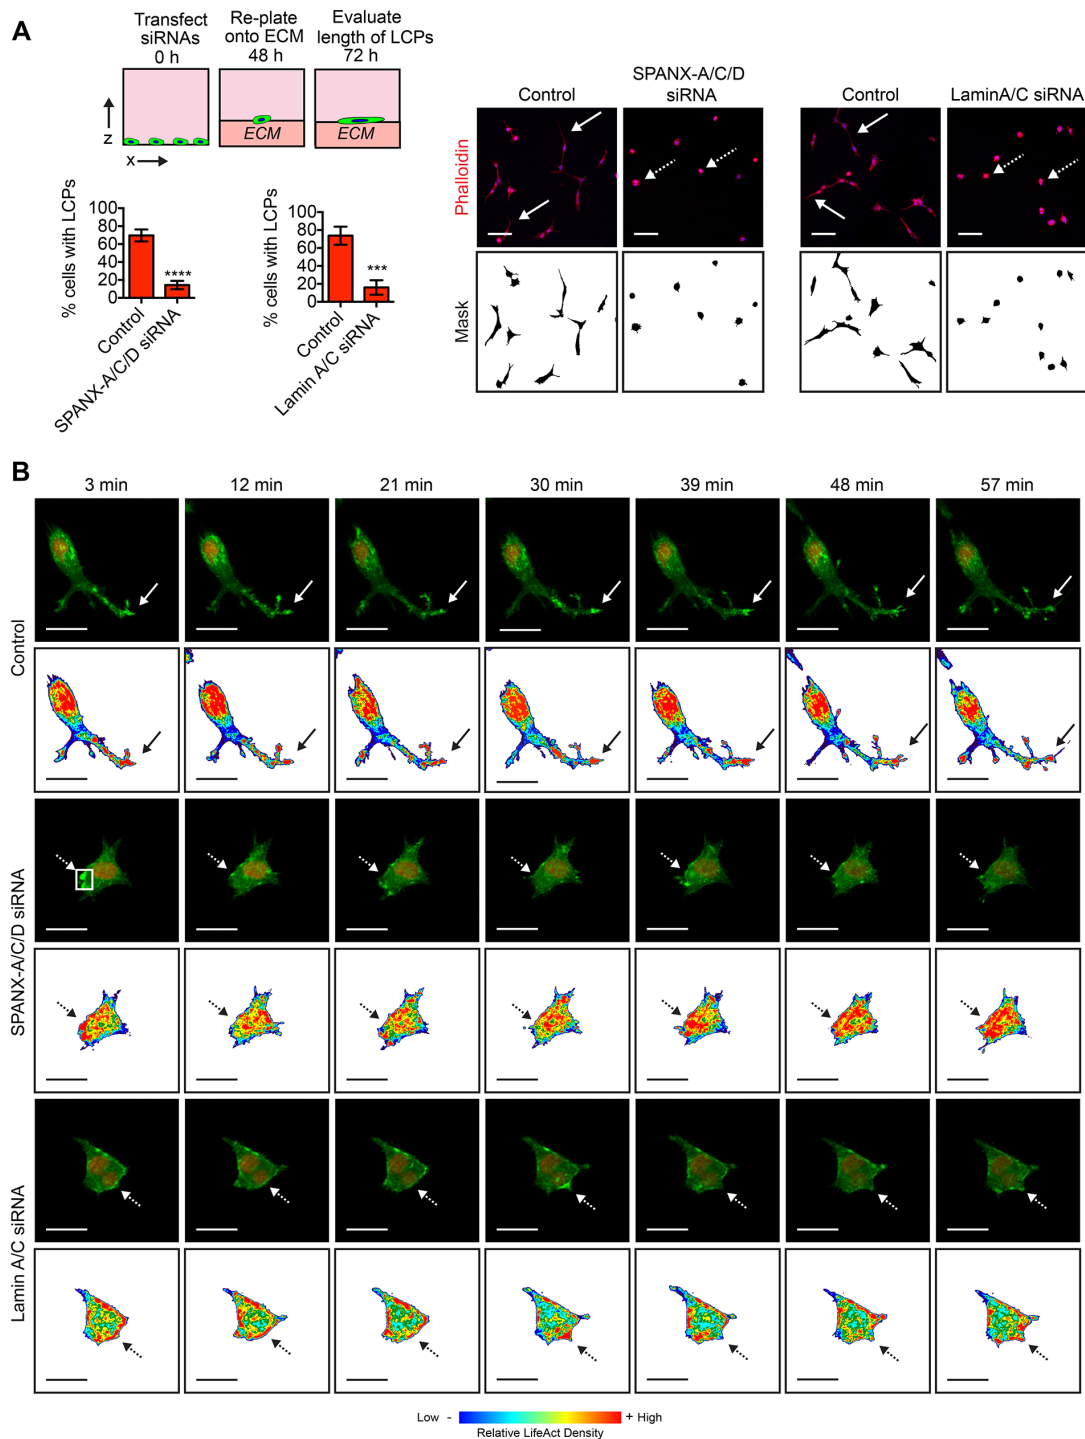 A
Transfect
siRNAs
0 h
Re-plate
onto ECM
48 h
Evaluate
length of LCPs
72 h
z
x
ECM
ECM
% cells with LCPs
100
80
60
40
20
0
****
Control
SPANX-A/C/D siRNA
% cells with LCPs
100
80
60
40
20
0
***
Control
Lamin A/C siRNA
Control
SPANX-A/C/D
siRNA
Control
LaminA/C siRNA
Phalloidin
Mask
B
3 min
12 min
21 min
30 min
39 min
48 min
57 min
Control
SPANX-A/C/D siRNA
Lamin A/C siRNA
Low - + High
Relative LifeAct Density